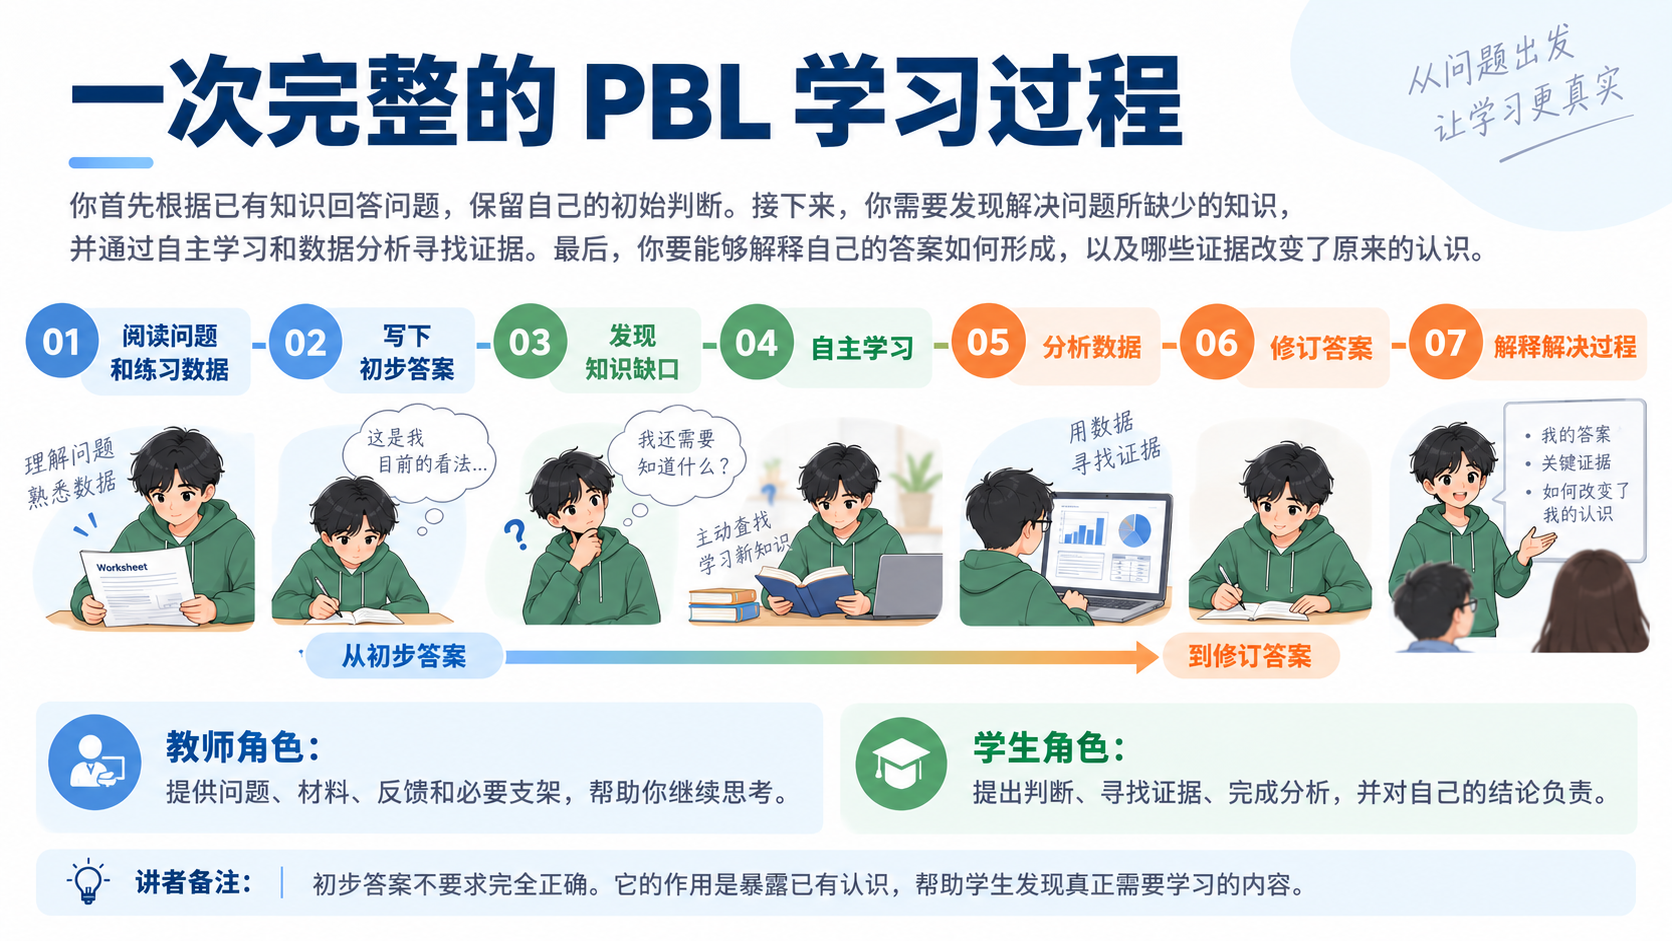 一次完整的 PBL 学习过程
从问题出发
让学习更真实
你首先根据已有知识回答问题，保留自己的初始判断。接下来，你需要发现解决问题所缺少的知识，
并通过自主学习和数据分析寻找证据。最后，你要能够解释自己的答案如何形成，以及哪些证据改变了原来的认识。
01
阅读问题
和练习数据
02
写下
初步答案
03
发现
知识缺口
04
自主学习
05
分析数据
06
修订答案
07
解释解决过程
理解问题
熟悉数据
Worksheet
这是我
目前的看法...
?
我还需要
知道什么？
?
主动查找
学习新知识
用数据
寻找证据
• 我的答案
• 关键证据
• 如何改变了
我的认识
从初步答案
到修订答案
教师角色：
提供问题、材料、反馈和必要支架，帮助你继续思考。
学生角色：
提出判断、寻找证据、完成分析，并对自己的结论负责。
讲者备注：
初步答案不要求完全正确。它的作用是暴露已有认识，帮助学生发现真正需要学习的内容。